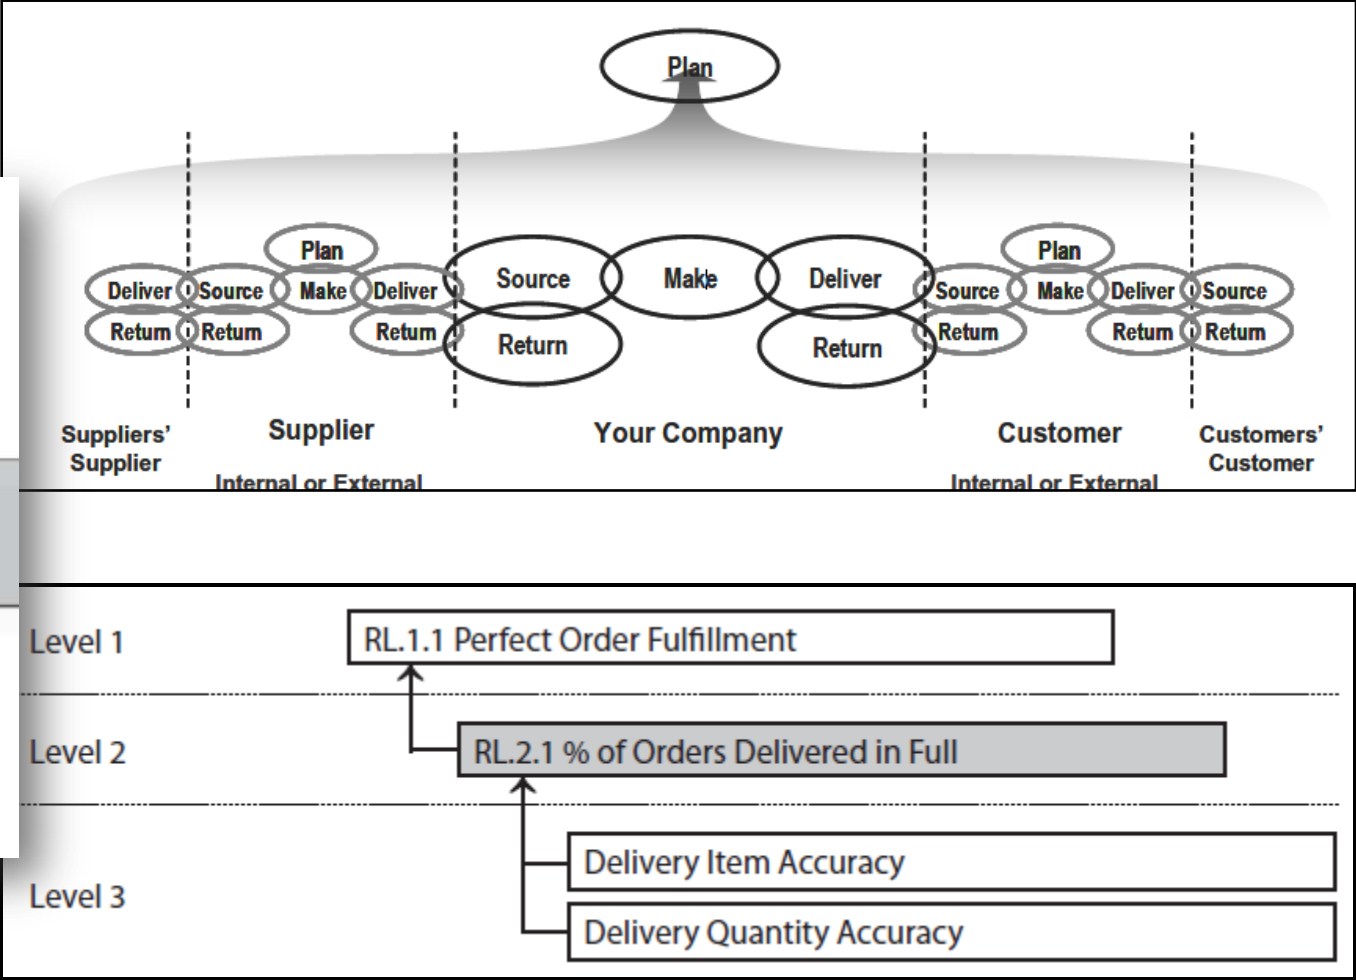 Plan
Plan
Plan
Source
Make
Deliver
Deliver
Source
Make
Deliver
Source
Make
Deliver
Source
Return
Return
Return
Return
Return
Return
Return
Return
Suppliers’
Supplier
Supplier
Your Company
Customer
Customers’
Customer
Internal or External
Internal or External
Level 1
RL.1.1 Perfect Order Fulfillment
Level 2
RL.2.1 % of Orders Delivered in Full
Level 3
Delivery Item Accuracy
Delivery Quantity Accuracy